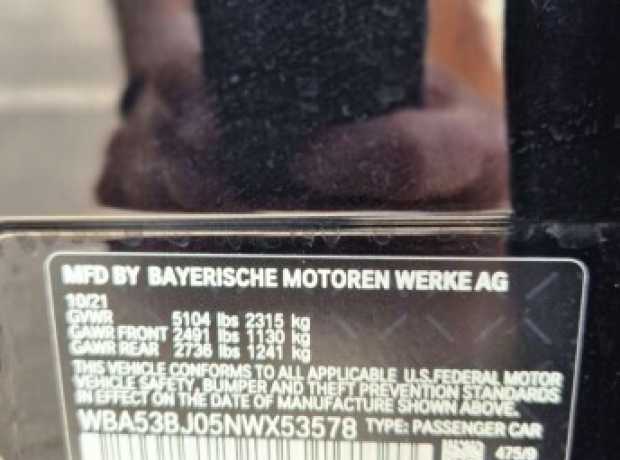 MFD BY BAYERISCHE MOTOREN WERKE AG
10/21
GVWR 5104 lbs 2315 kg
GAWR FRONT 2491 lbs 1130 kg
GAWR REAR 2736 lbs 1241 kg
THIS VEHICLE CONFORMS TO ALL APPLICABLE U.S.FEDERAL MOTOR
VEHICLE SAFETY, BUMPER AND THEFT PREVENTION STANDARDS
IN EFFECT ON THE DATE OF MANUFACTURE SHOWN ABOVE.
WBA53BJ05NWX53578 TYPE: PASSENGER CAR
475/9